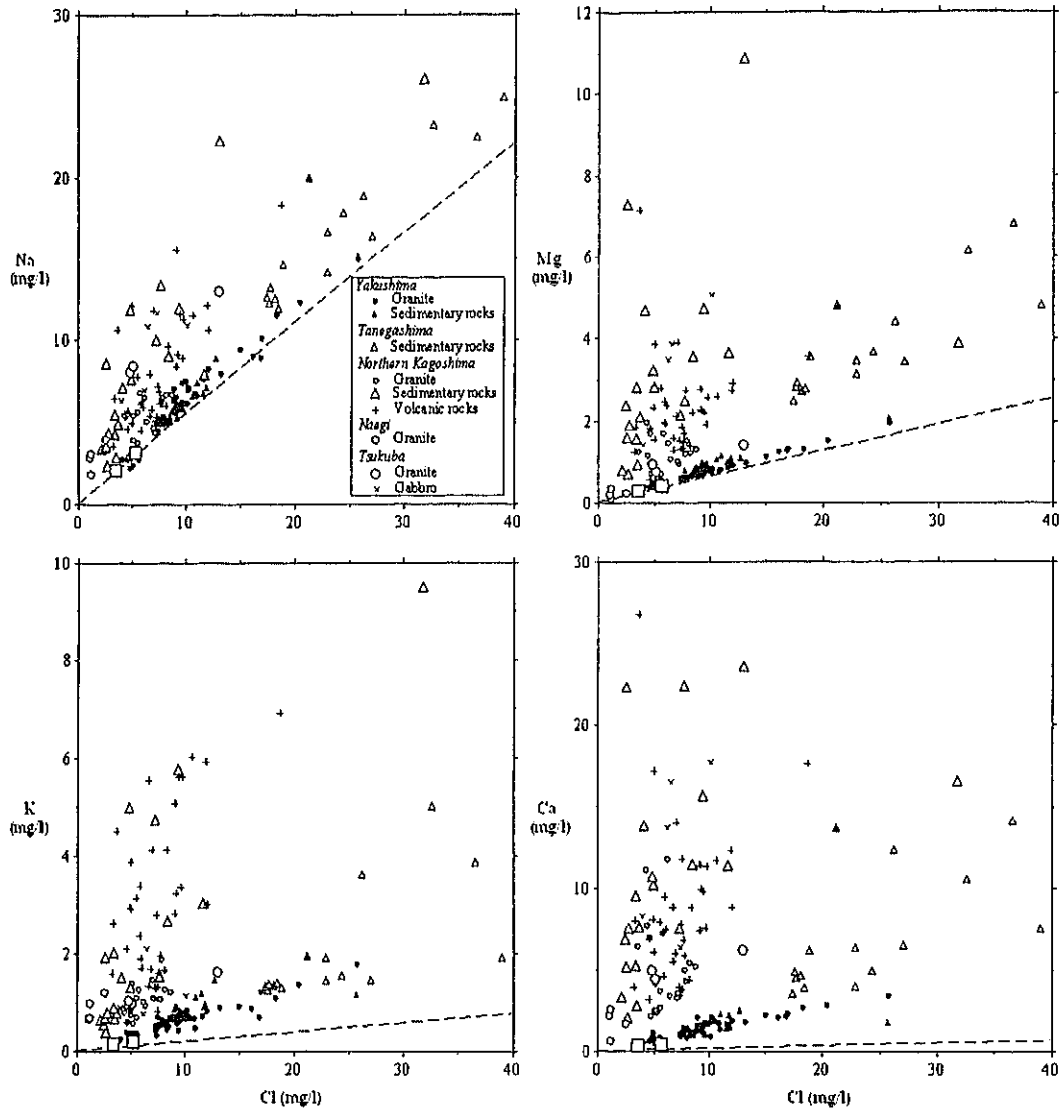 30
20
10
0
0 10 20 30 40
Na
(mg/l)
Yakushima
Granite
Sedimentary rocks
Tanegashima
Sedimentary rocks
Northern Kagoshima
Granite
Sedimentary rocks
Volcanic rocks
Granite
Tsukuba
Granite
Gabbro
12
10
8
6
4
2
0
0 10 20 30 40
Mg
(mg/l)
10
8
6
4
2
0
0 10 20 30 40
K
(mg/l)
Cl (mg/l)
30
20
10
0
0 10 20 30 40
Ca
(mg/l)
Cl (mg/l)